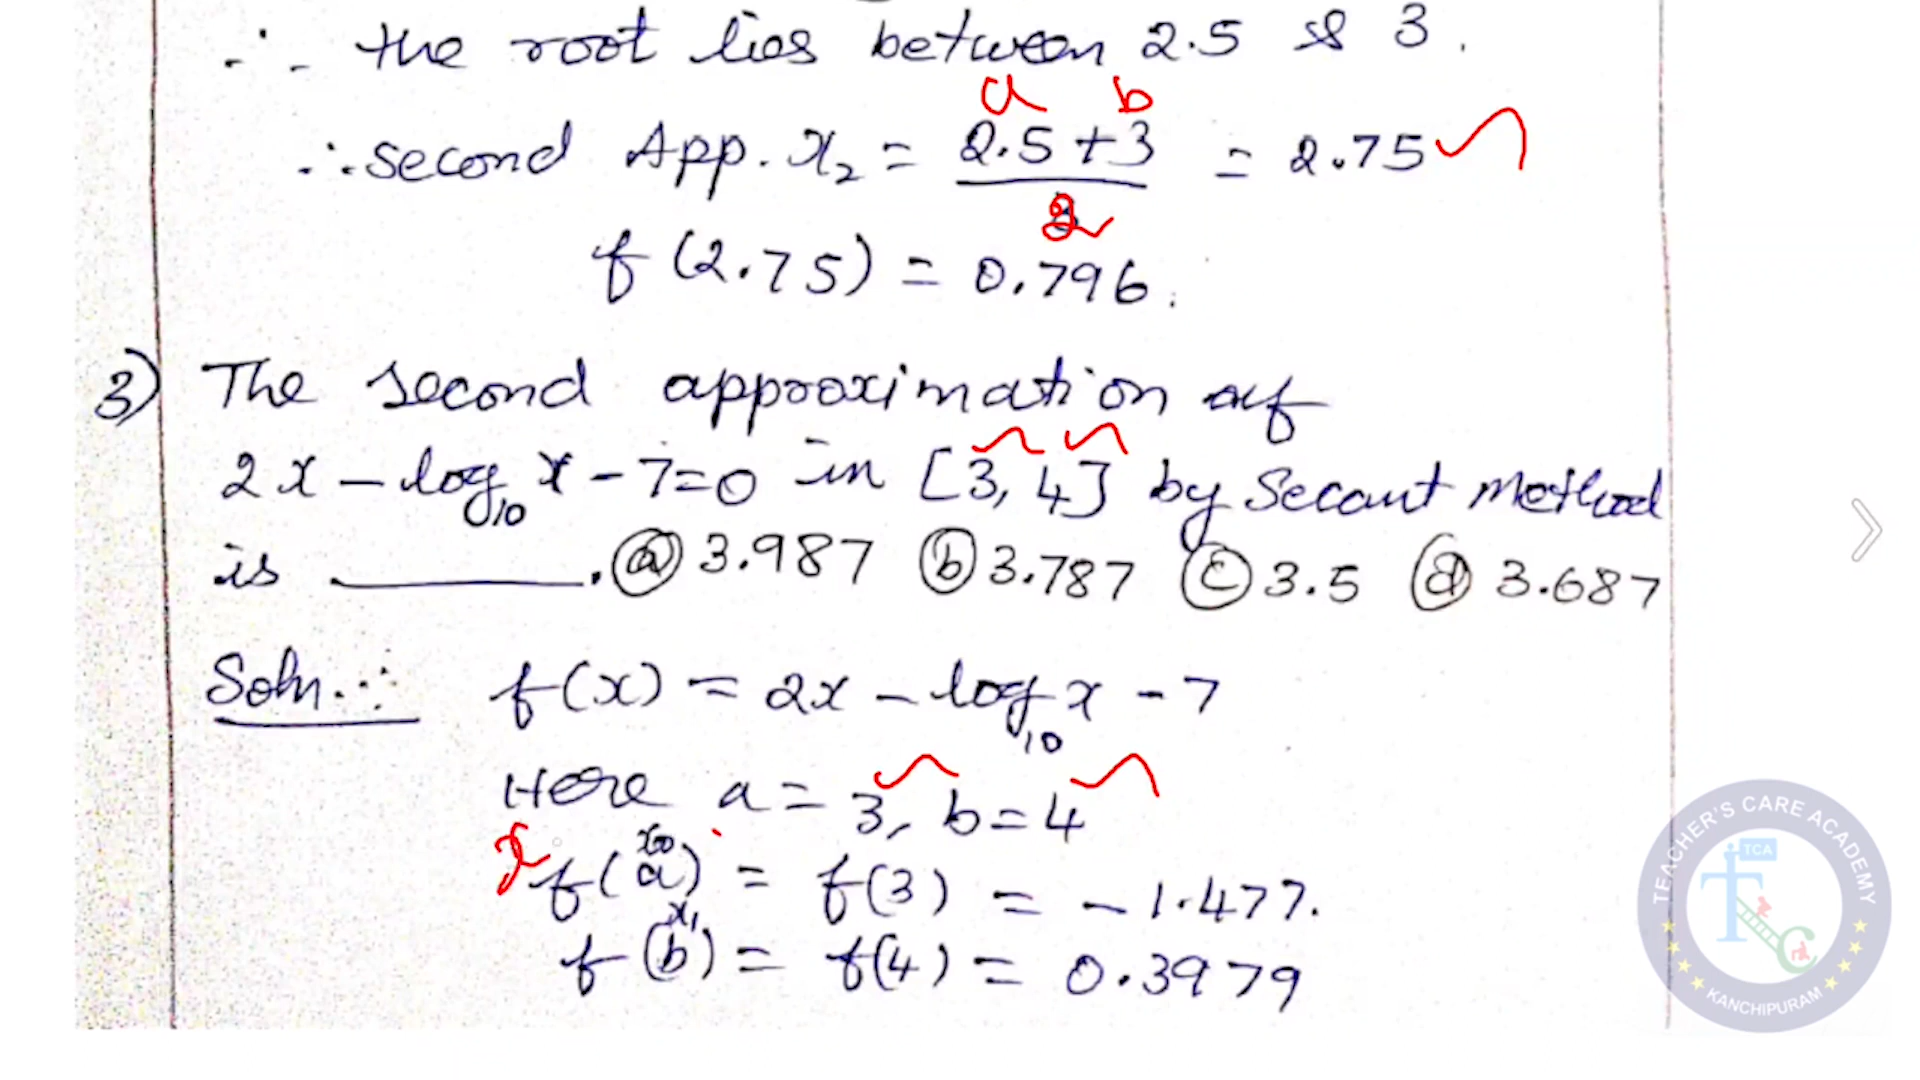 ∴ the root lies between 2.5 & 3.
a b
∴ second App. x₂ = (2.5+3)/2 = 2.75
f(2.75) = 0.796.
3) The second approximation of
2x - log₁₀ x - 7=0 in [3, 4] by Secant Method
is ________. ⓐ 3.987 ⓑ 3.787 ⓒ 3.5 ⓓ 3.687
Soln:- f(x) = 2x - log₁₀ x - 7
Here a = 3, b = 4
x₀
f(a) = f(3) = -1.477.
x₁
f(b) = f(4) = 0.3979
TEACHER'S CARE ACADEMY
TCA
KANCHIPURAM